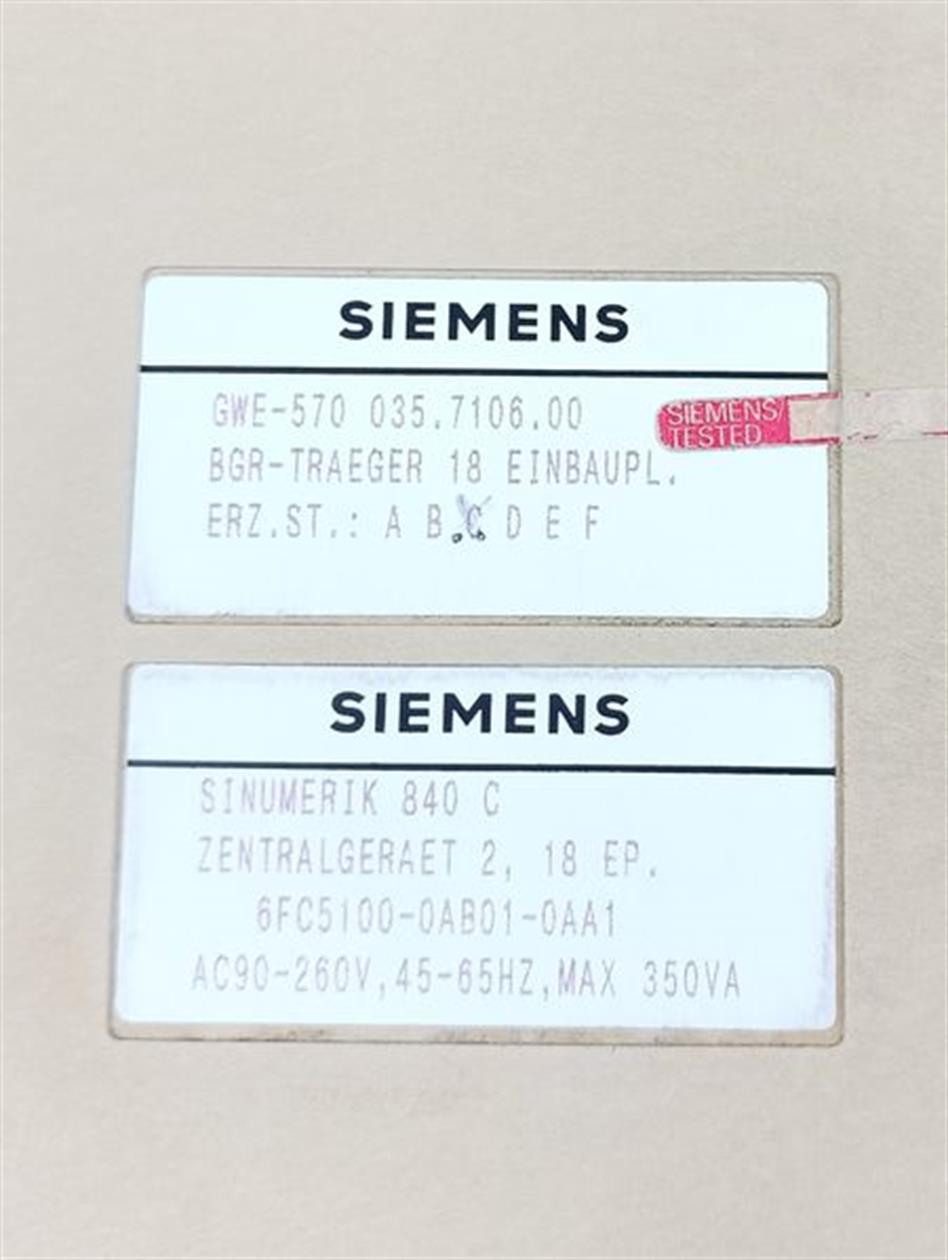 SIEMENS
GWE-570 035.7106.00
SIEMENS/
TESTED
BGR-TRAEGER 18 EINBAUPL.
ERZ.ST.: A B C D E F
SIEMENS
SINUMERIK 840 C
ZENTRALGERAET 2, 18 EP.
6FC5100-0AB01-0AA1
AC90-260V,45-65HZ,MAX 350VA